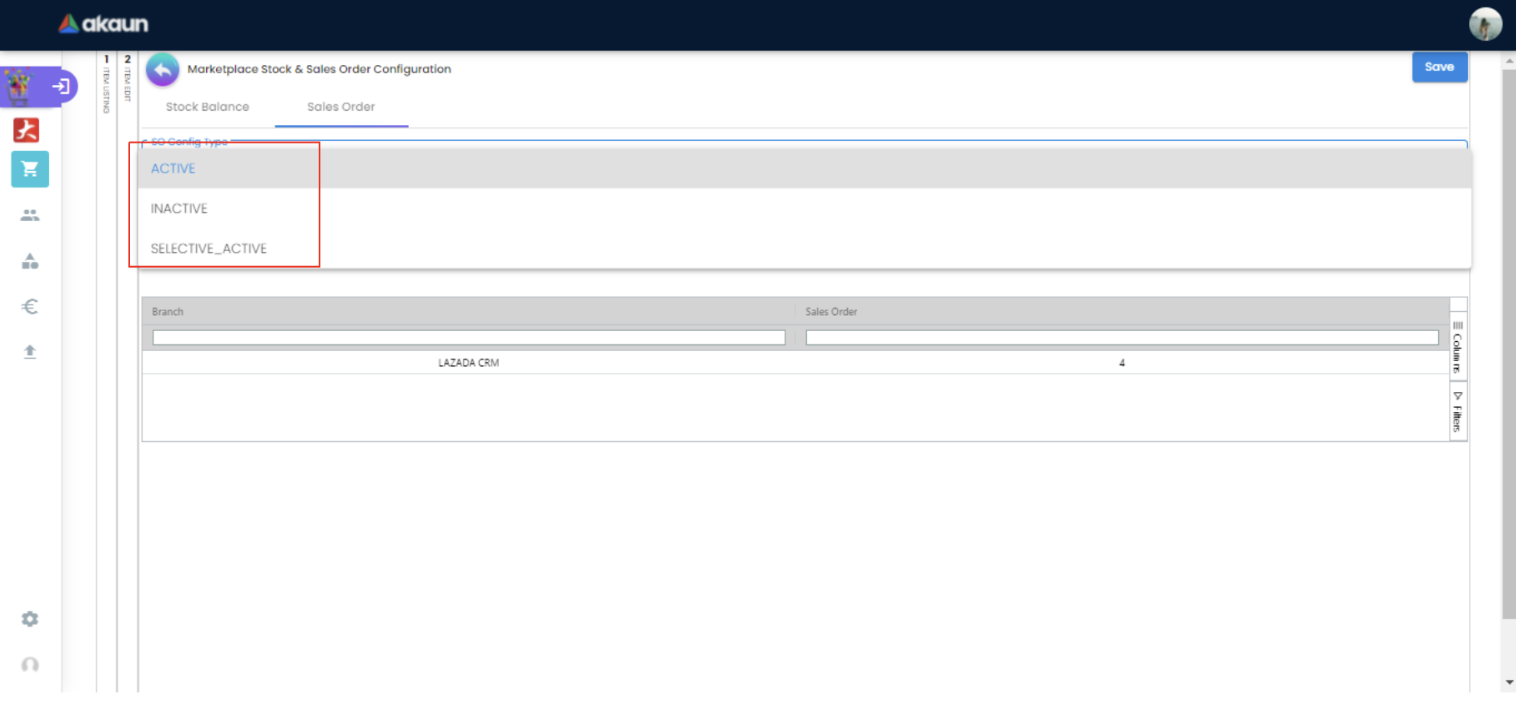 akaun
1 ITEM LISTING
2 ITEM EDIT
Marketplace Stock & Sales Order Configuration
Save
Stock Balance Sales Order
SO Config Type
ACTIVE
INACTIVE
SELECTIVE_ACTIVE
Branch Sales Order
Columns
Filters
LAZADA CRM 4